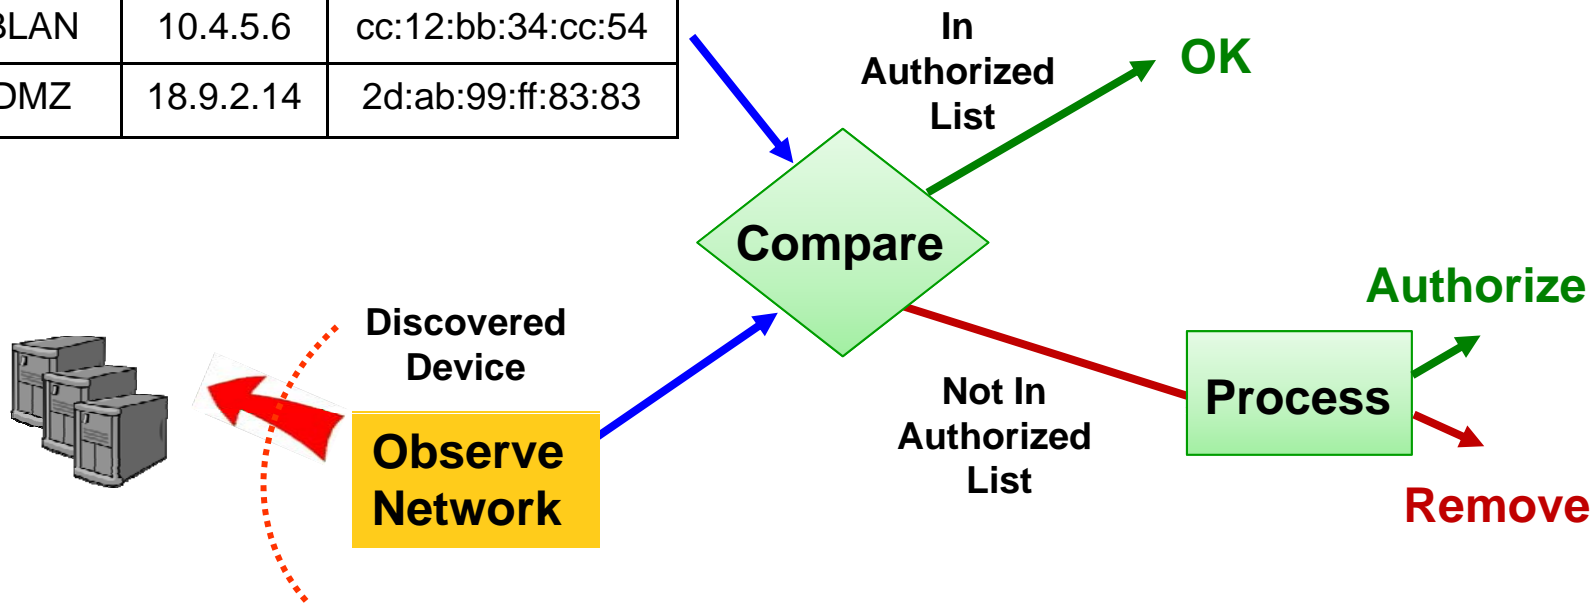 BLAN 10.4.5.6 cc:12:bb:34:cc:54
DMZ 18.9.2.14 2d:ab:99:ff:83:83
In
Authorized
List
OK
Compare
Discovered
Device
Observe
Network
Not In
Authorized
List
Process
Authorize
Remove